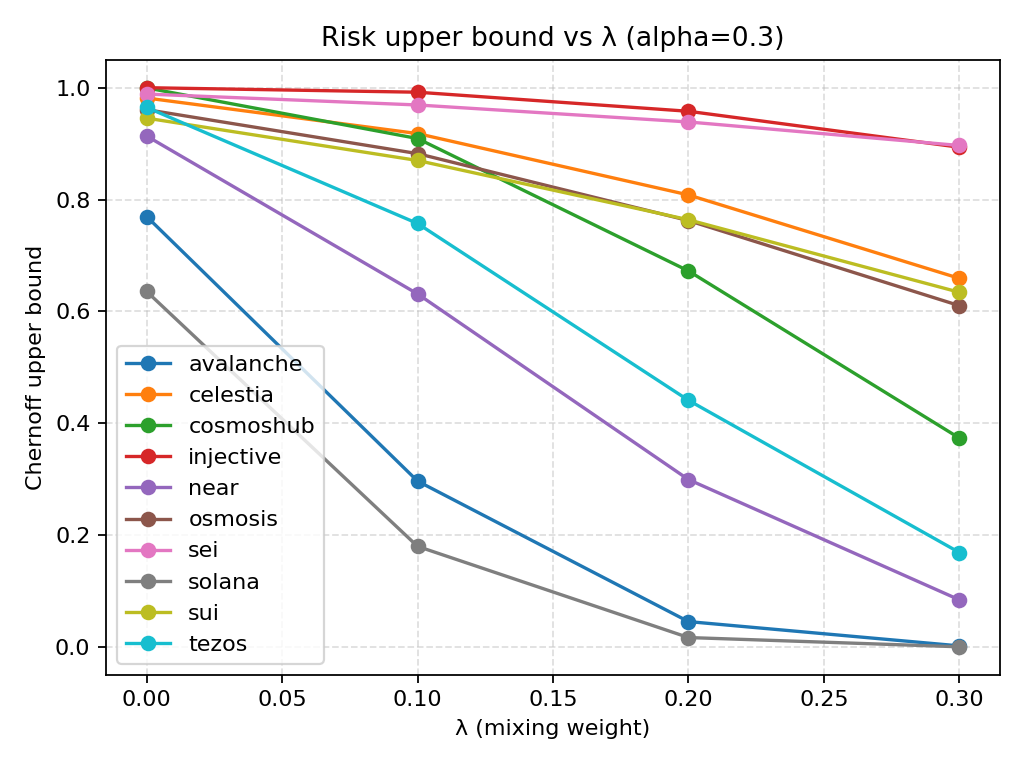 Risk upper bound vs λ (alpha=0.3)
Chernoff upper bound
1.0
0.8
0.6
0.4
0.2
0.0
avalanche
celestia
cosmoshub
injective
near
osmosis
sei
solana
sui
tezos
0.00 0.05 0.10 0.15 0.20 0.25 0.30
λ (mixing weight)